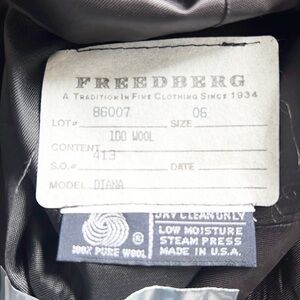 FREEDBERG
A TRADITION IN FINE CLOTHING SINCE 1934
86007 06
LOT# SIZE
100 WOOL
CONTENT
413
S.O.# DATE
MODEL DIANA
DRY CLEAN ONLY
LOW MOISTURE
STEAM PRESS
MADE IN U.S.A.
®
100% PURE WOOL